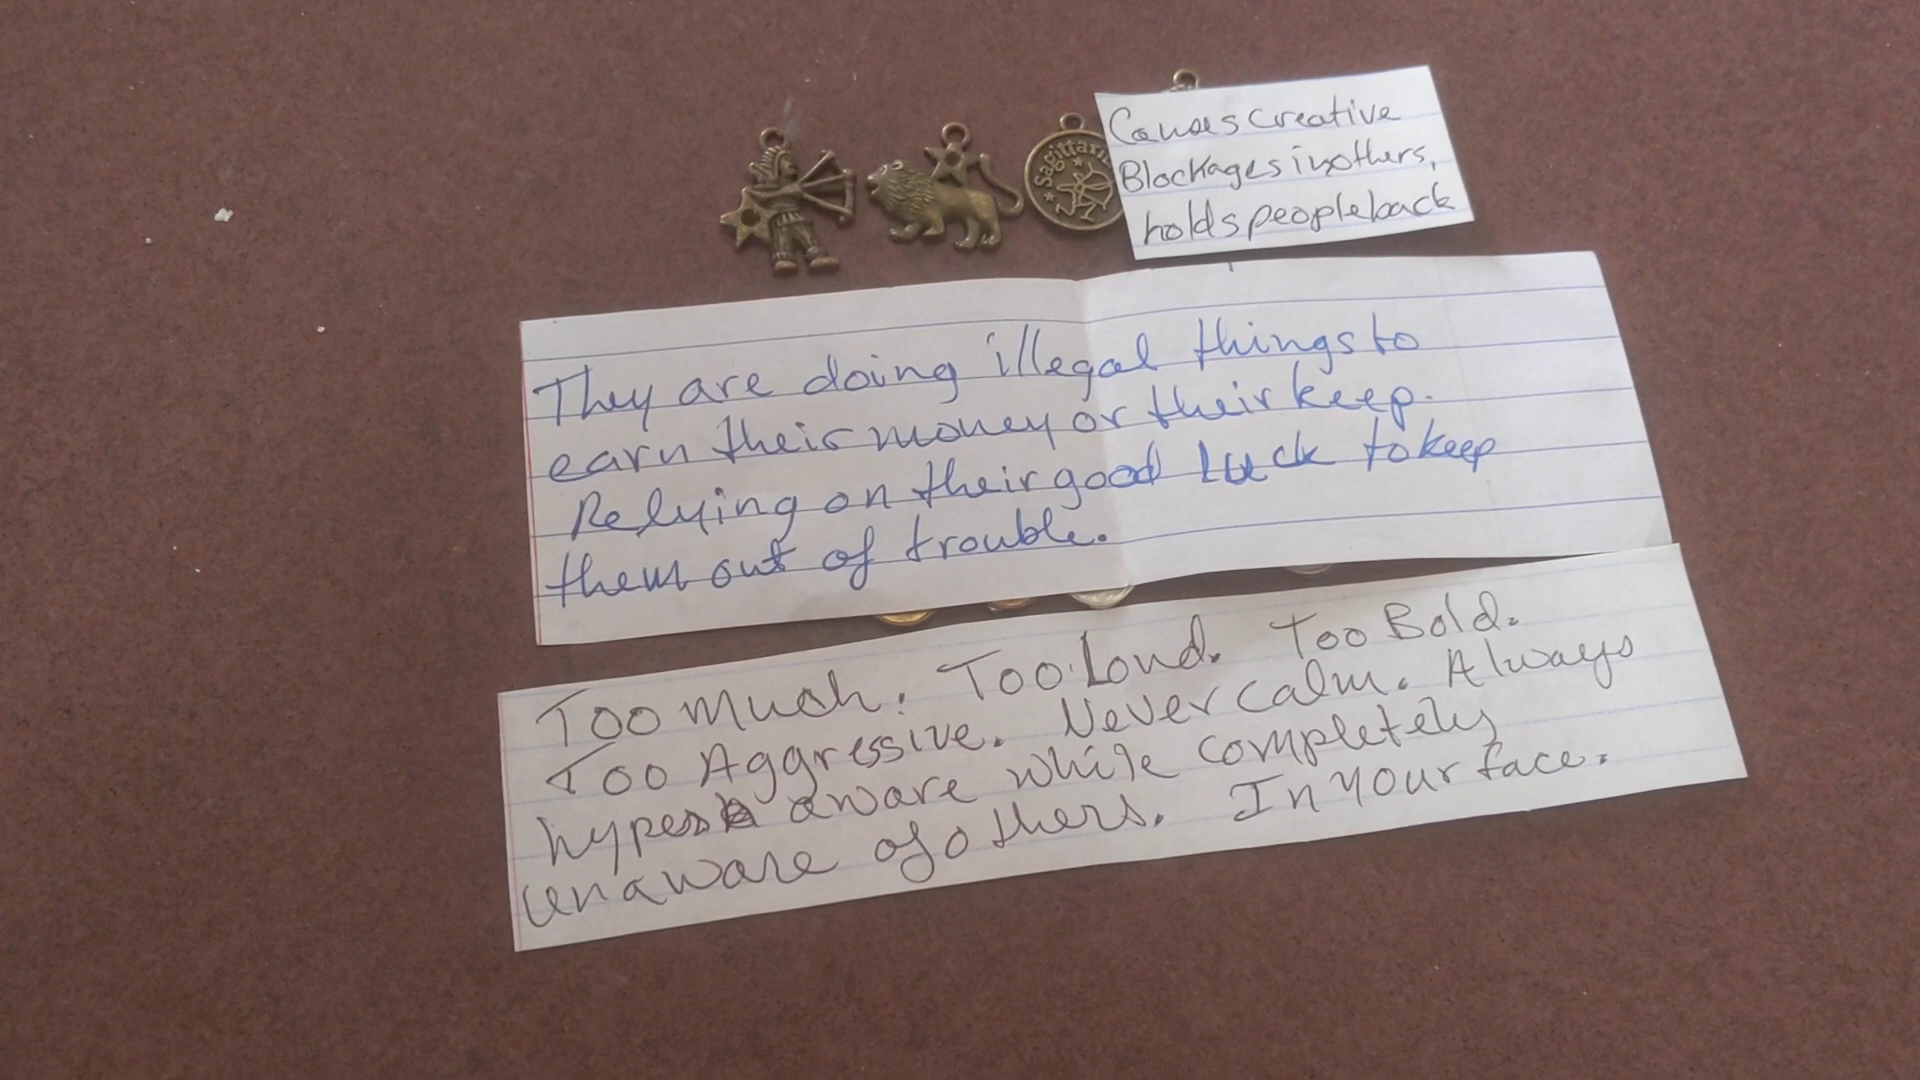 Sagittari
Causes creative
Blockages in others,
holds people back
They are doing illegal things to
earn their money or their keep.
Relying on their good luck to keep
them out of trouble.
Too much. Too Loud. Too Bold.
Too Aggressive. Never calm. Always
hyper aware while completely
unaware of others. In your face.